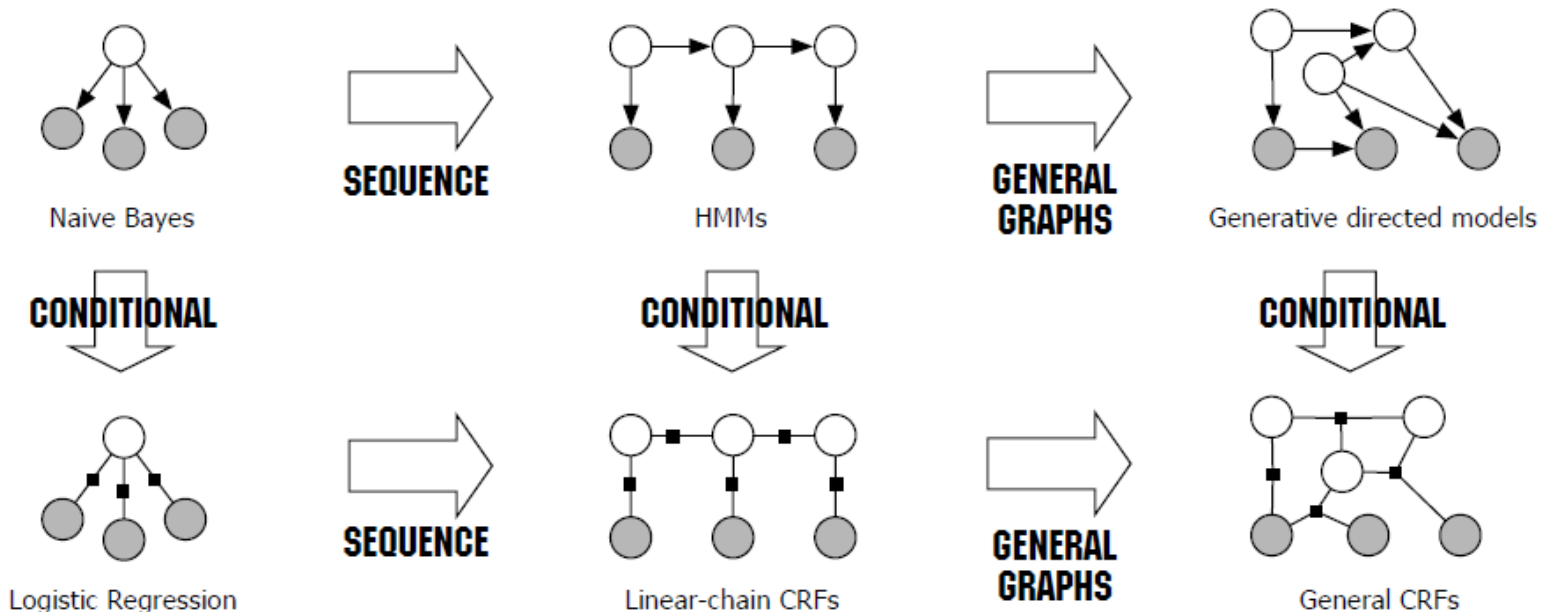 SEQUENCE
GENERAL
GRAPHS
Naive Bayes
HMMs
Generative directed models
CONDITIONAL
CONDITIONAL
CONDITIONAL
SEQUENCE
GENERAL
GRAPHS
Logistic Regression
Linear-chain CRFs
General CRFs